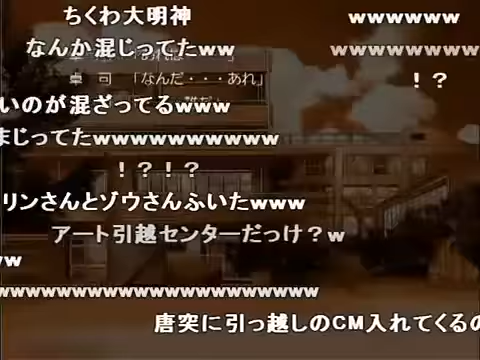 ちくわ大明神
wwwwww
なんか混じってたww
wwwwwwww
卓 司 「なんだ・・・あれ」
！？
いのが混ざってるwww
まじってたwwwwwwwwww
！？！？
リンさんとゾウさんふいたwww
アート引越センターだっけ？w
ww
wwwwwwwwwwwwwwwwwwwwww
唐突に引っ越しのCM入れてくるの